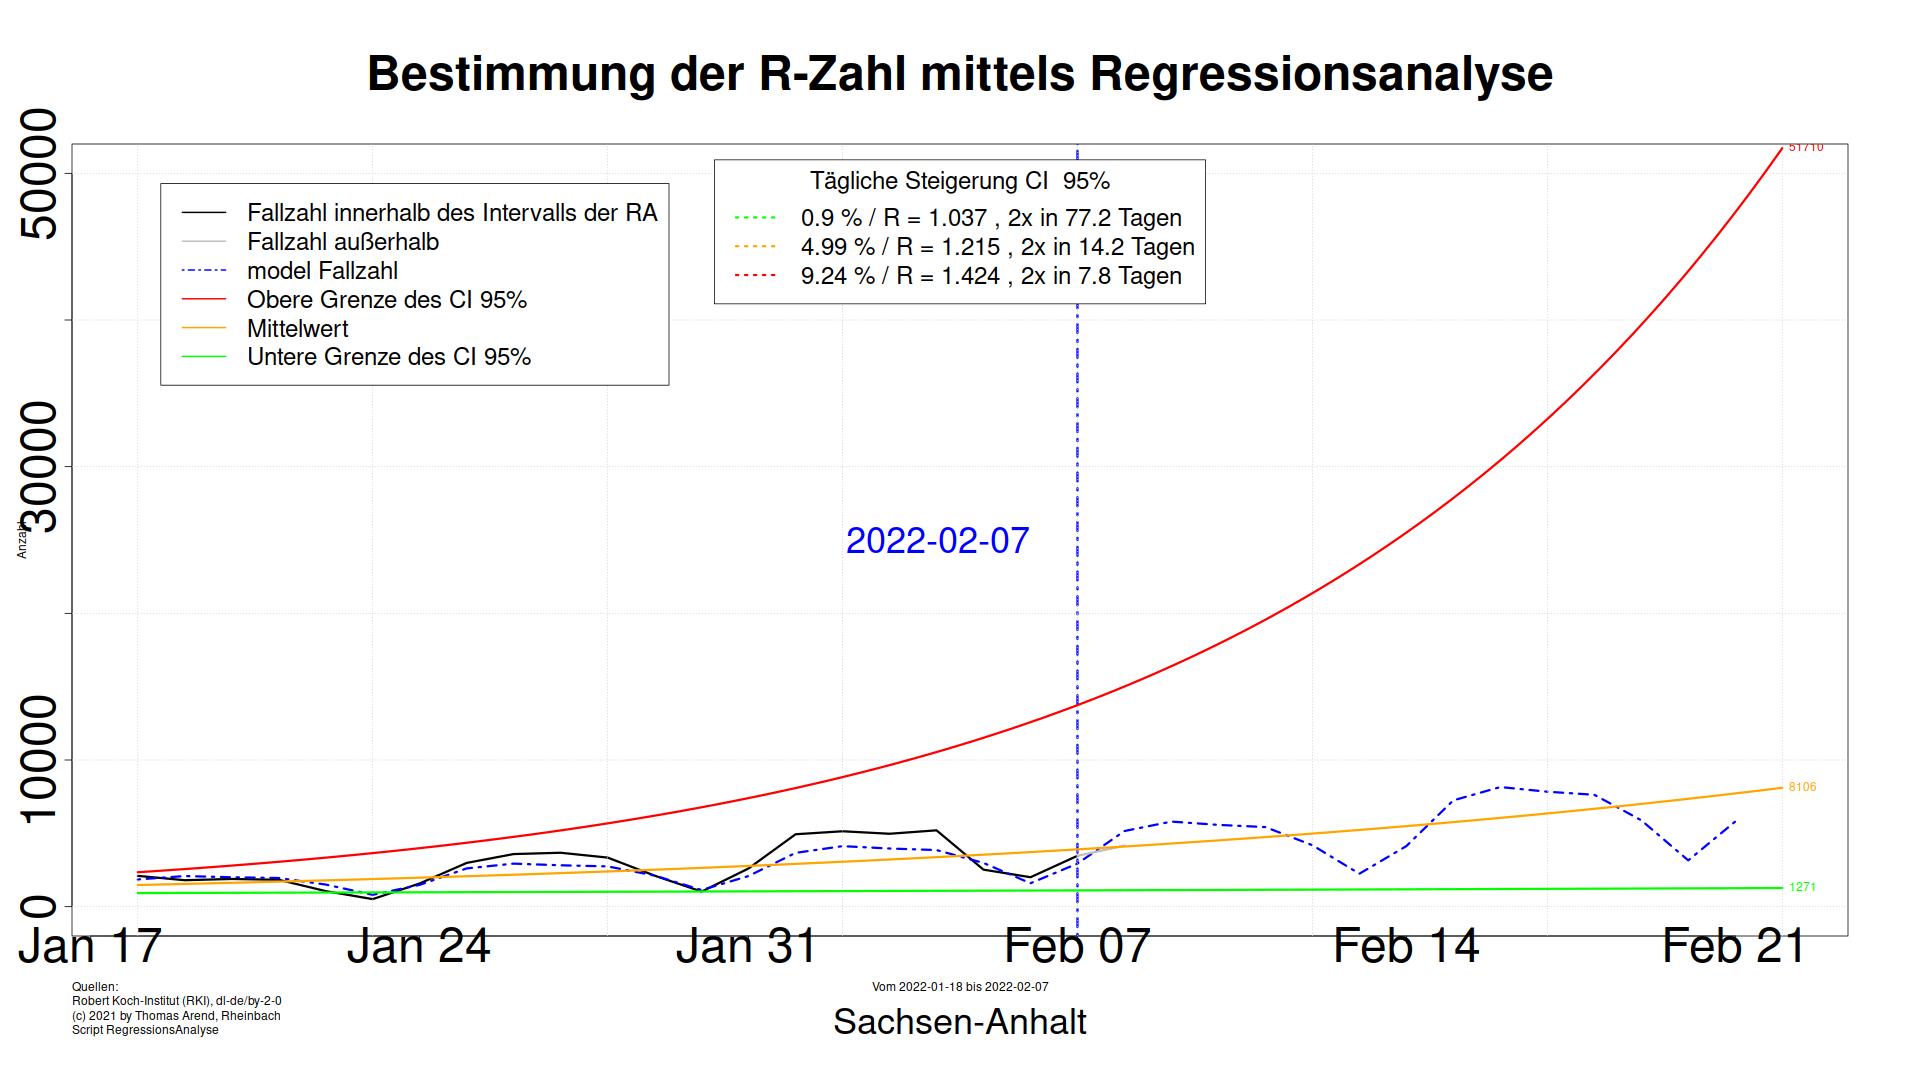 Bestimmung der R-Zahl mittels Regressionsanalyse
50000
30000
10000
0
Anzahl
Fallzahl innerhalb des Intervalls der RA
Fallzahl außerhalb
model Fallzahl
Obere Grenze des CI 95%
Mittelwert
Untere Grenze des CI 95%
Tägliche Steigerung CI 95%
0.9 % / R = 1.037 , 2x in 77.2 Tagen
4.99 % / R = 1.215 , 2x in 14.2 Tagen
9.24 % / R = 1.424 , 2x in 7.8 Tagen
51710
2022-02-07
8106
1271
Jan 17
Jan 24
Jan 31
Feb 07
Feb 14
Feb 21
Quellen:
Robert Koch-Institut (RKI), dl-de/by-2-0
(c) 2021 by Thomas Arend, Rheinbach
Script RegressionsAnalyse
Vom 2022-01-18 bis 2022-02-07
Sachsen-Anhalt